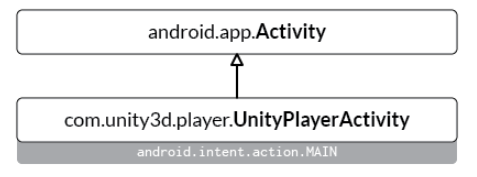 android.app.Activity
com.unity3d.player.UnityPlayerActivity
android.intent.action.MAIN